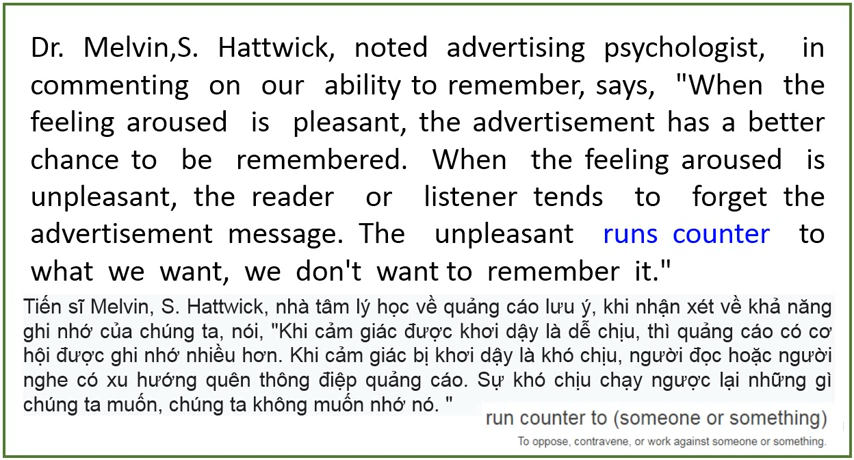 Dr. Melvin,S. Hattwick, noted advertising psychologist, in
commenting on our ability to remember, says, "When the
feeling aroused is pleasant, the advertisement has a better
chance to be remembered. When the feeling aroused is
unpleasant, the reader or listener tends to forget the
advertisement message. The unpleasant runs counter to
what we want, we don't want to remember it."
Tiến sĩ Melvin, S. Hattwick, nhà tâm lý học về quảng cáo lưu ý, khi nhận xét về khả năng
ghi nhớ của chúng ta, nói, "Khi cảm giác được khơi dậy là dễ chịu, thì quảng cáo có cơ
hội được ghi nhớ nhiều hơn. Khi cảm giác bị khơi dậy là khó chịu, người đọc hoặc người
nghe có xu hướng quên thông điệp quảng cáo. Sự khó chịu chạy ngược lại những gì
chúng ta muốn, chúng ta không muốn nhớ nó. "
run counter to (someone or something)
To oppose, contravene, or work against someone or something.